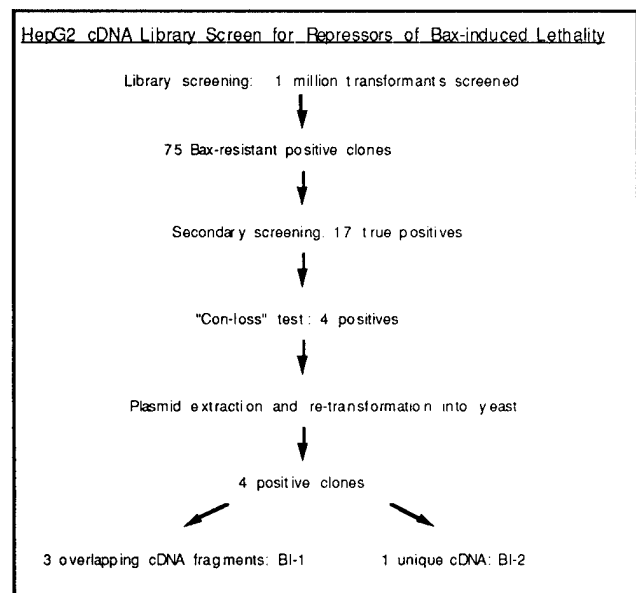 HepG2 cDNA Library Screen for Repressors of Bax-induced Lethality
Library screening: 1 million transformants screened
75 Bax-resistant positive clones
Secondary screening. 17 true positives
"Con-loss" test: 4 positives
Plasmid extraction and re-transformation into yeast
4 positive clones
3 overlapping cDNA fragments: BI-1
1 unique cDNA: BI-2